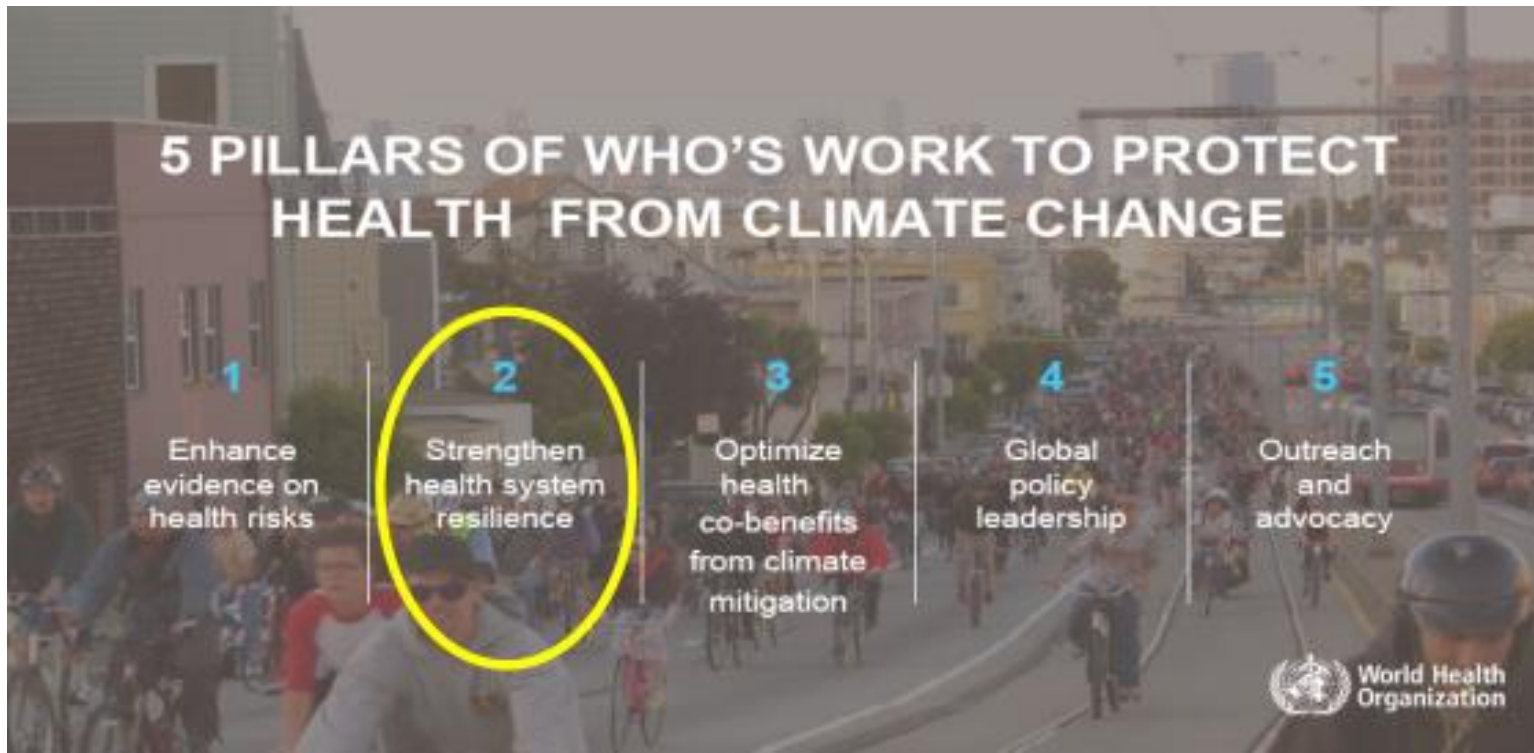 5 PILLARS OF WHO'S WORK TO PROTECT
HEALTH FROM CLIMATE CHANGE
1
Enhance
evidence on
health risks
2
Strengthen
health system
resilience
3
Optimize
health
co-benefits
from climate
mitigation
4
Global
policy
leadership
5
Outreach
and
advocacy
World Health
Organization